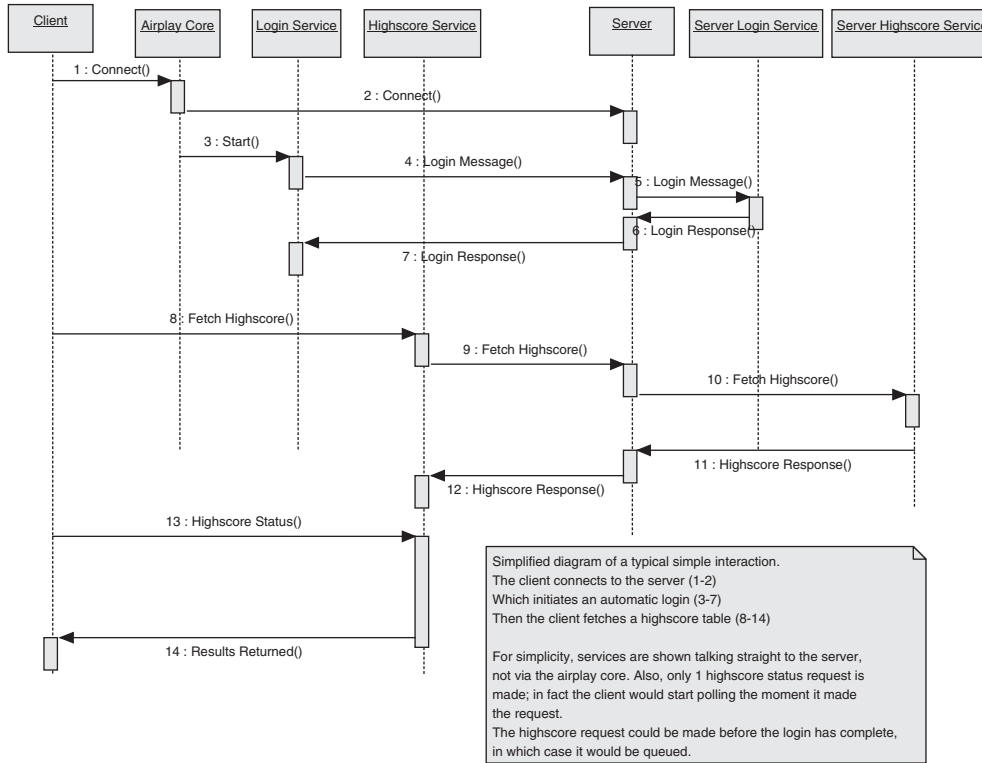 Client
Airplay Core
Login Service
Highscore Service
Server
Server Login Service
Server Highscore Service
1 : Connect()
2 : Connect()
3 : Start()
4 : Login Message()
5 : Login Message()
6 : Login Response()
7 : Login Response()
8 : Fetch Highscore()
9 : Fetch Highscore()
10 : Fetch Highscore()
11 : Highscore Response()
12 : Highscore Response()
13 : Highscore Status()
14 : Results Returned()
Simplified diagram of a typical simple interaction.
The client connects to the server (1-2)
Which initiates an automatic login (3-7)
Then the client fetches a highscore table (8-14)
For simplicity, services are shown talking straight to the server,
not via the airplay core. Also, only 1 highscore status request is
made; in fact the client would start polling the moment it made
the request.
The highscore request could be made before the login has complete,
in which case it would be queued.